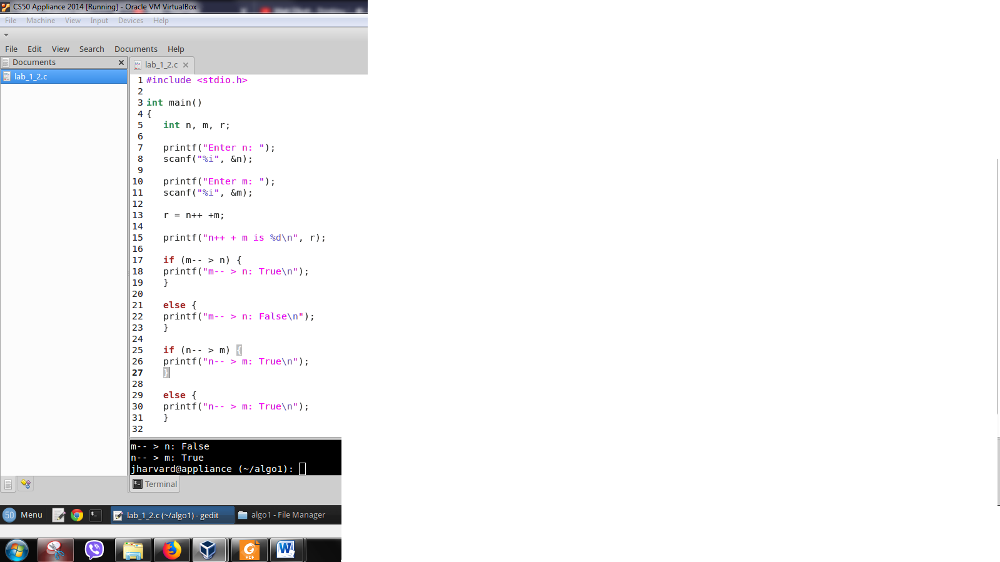 CS50 Appliance 2014 [Running] - Oracle VM VirtualBox
File Machine View Input Devices Help
File Edit View Search Documents Help
Documents
lab_1_2.c
lab_1_2.c
1 #include <stdio.h>
2
3 int main()
4 {
5    int n, m, r;
6
7    printf("Enter n: ");
8    scanf("%i", &n);
9
10    printf("Enter m: ");
11    scanf("%i", &m);
12
13    r = n++ +m;
14
15    printf("n++ + m is %d\n", r);
16
17    if (m-- > n) {
18    printf("m-- > n: True\n");
19    }
20
21    else {
22    printf("m-- > n: False\n");
23    }
24
25    if (n-- > m) {
26    printf("n-- > m: True\n");
27    }
28
29    else {
30    printf("n-- > m: True\n");
31    }
32
m-- > n: False
n-- > m: True
jharvard@appliance (~/algo1):
Terminal
50 Menu lab_1_2.c (~/algo1) - gedit algo1 - File Manager
PDF W